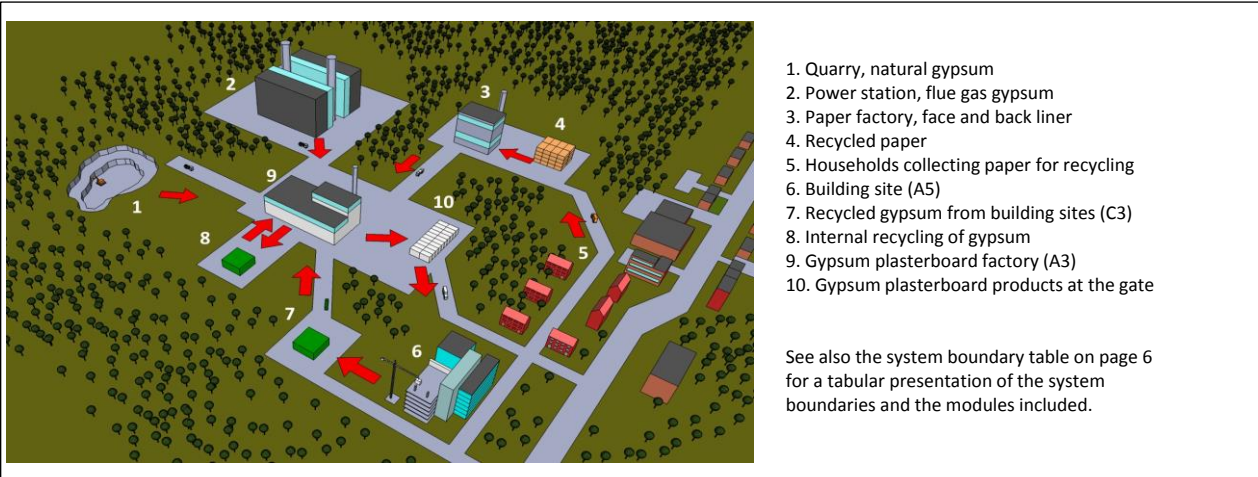 2
3
4
9
10
1
8
5
7
6
1. Quarry, natural gypsum
2. Power station, flue gas gypsum
3. Paper factory, face and back liner
4. Recycled paper
5. Households collecting paper for recycling
6. Building site (A5)
7. Recycled gypsum from building sites (C3)
8. Internal recycling of gypsum
9. Gypsum plasterboard factory (A3)
10. Gypsum plasterboard products at the gate
See also the system boundary table on page 6
for a tabular presentation of the system
boundaries and the modules included.